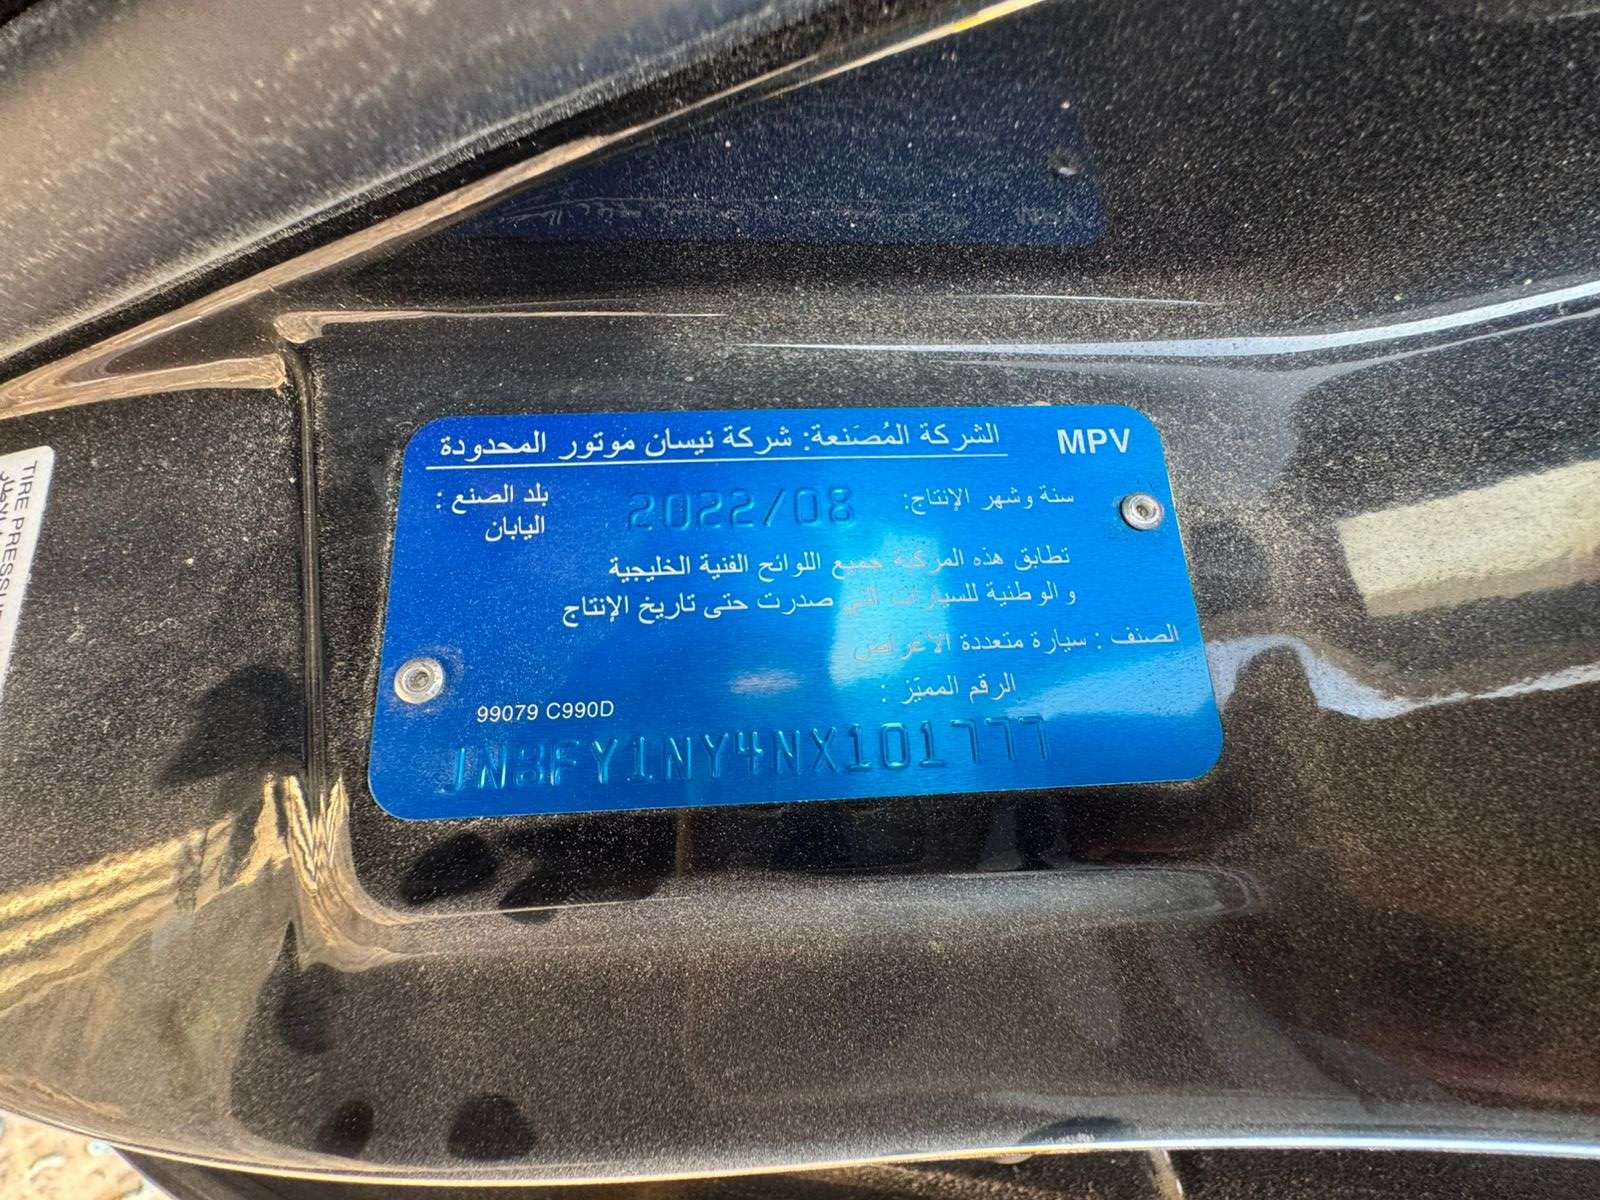 الشركة المُصَنعة: شركة نيسان موتور المحدودة MPV
سنة وشهر الإنتاج: 2022/08
بلد الصنع :
اليابان
تطابق هذه المركبة جميع اللوائح الفنية الخليجية
والوطنية للسيارات التي صدرت حتى تاريخ الإنتاج
الصنف : سيارة متعددة الأغراض
الرقم المميّز :
99079 C990D
JN8FY1NY4NX101777
TIRE PRESSURE